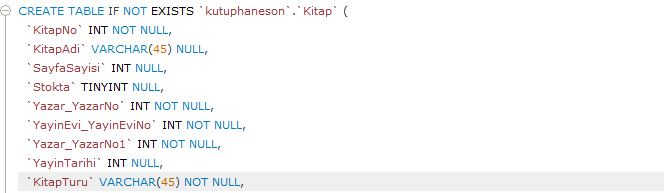 CREATE TABLE IF NOT EXISTS `kutuphaneson`.`Kitap` (
`KitapNo` INT NOT NULL,
`KitapAdi` VARCHAR(45) NULL,
`SayfaSayisi` INT NULL,
`Stokta` TINYINT NULL,
`Yazar_YazarNo` INT NOT NULL,
`YayinEvi_YayinEviNo` INT NOT NULL,
`Yazar_YazarNo1` INT NOT NULL,
`YayinTarihi` INT NULL,
`KitapTuru` VARCHAR(45) NOT NULL,